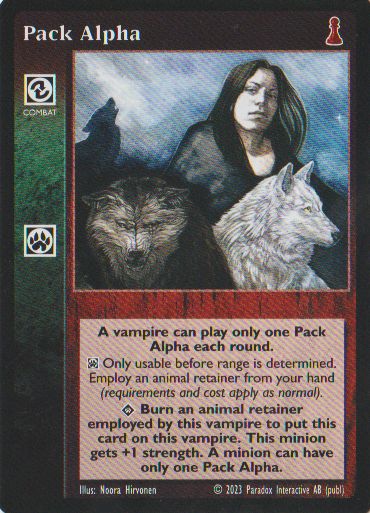 Pack Alpha
COMBAT
A vampire can play only one Pack
Alpha each round.
Only usable before range is determined.
Employ an animal retainer from your hand
(requirements and cost apply as normal).
Burn an animal retainer
employed by this vampire to put this
card on this vampire. This minion
gets +1 strength. A minion can have
only one Pack Alpha.
Illus: Noora Hirvonen © 2023 Paradox Interactive AB (publ)